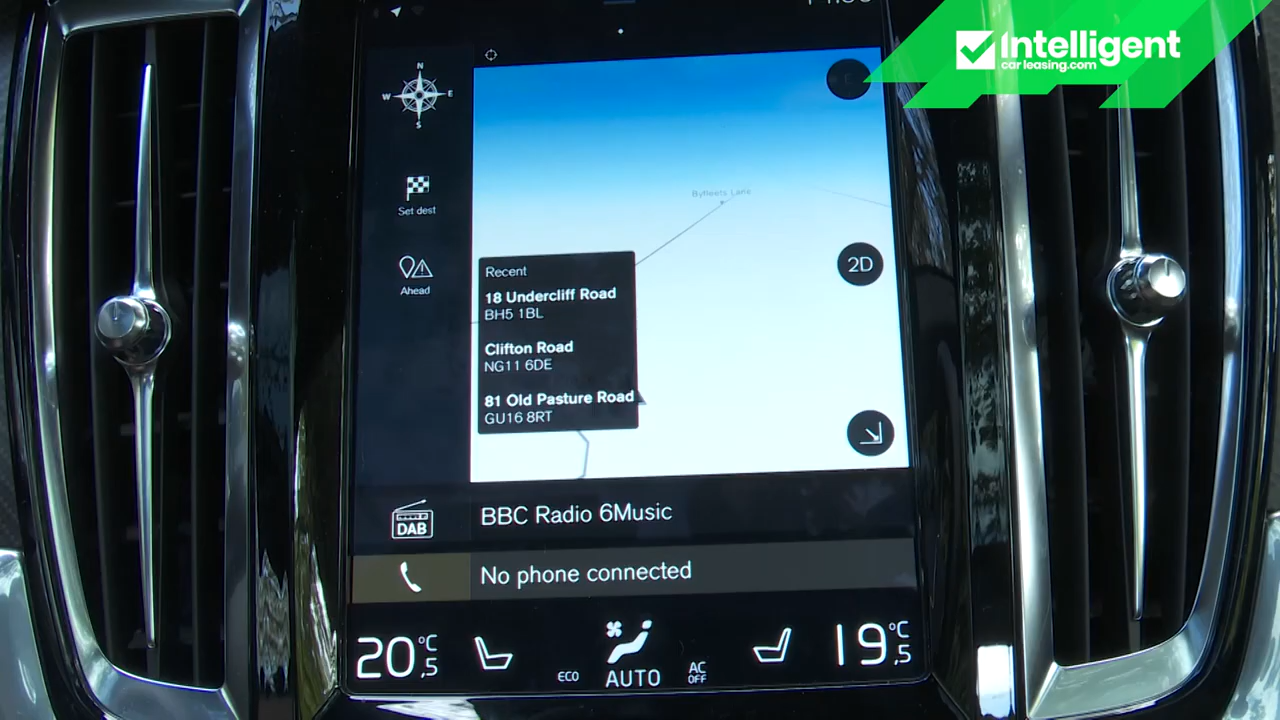 Intelligent
carleasing.com
N
W E
S
Set dest
Ahead
Byfleets Lane
2D
Recent
18 Undercliff Road
BH5 1BL
Clifton Road
NG11 6DE
81 Old Pasture Road
GU16 8RT
DAB
BBC Radio 6Music
No phone connected
20,5 °C
ECO
AUTO
AC
OFF
19,5 °C